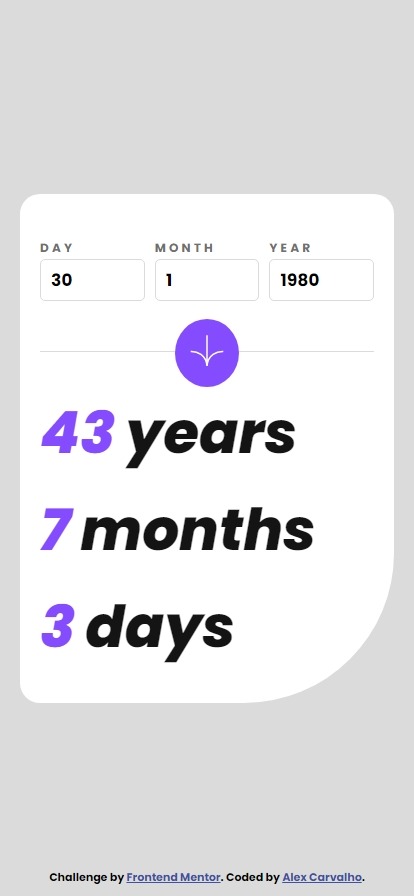 DAY MONTH YEAR
30 1 1980
43 years
7 months
3 days
Challenge by Frontend Mentor. Coded by Alex Carvalho.